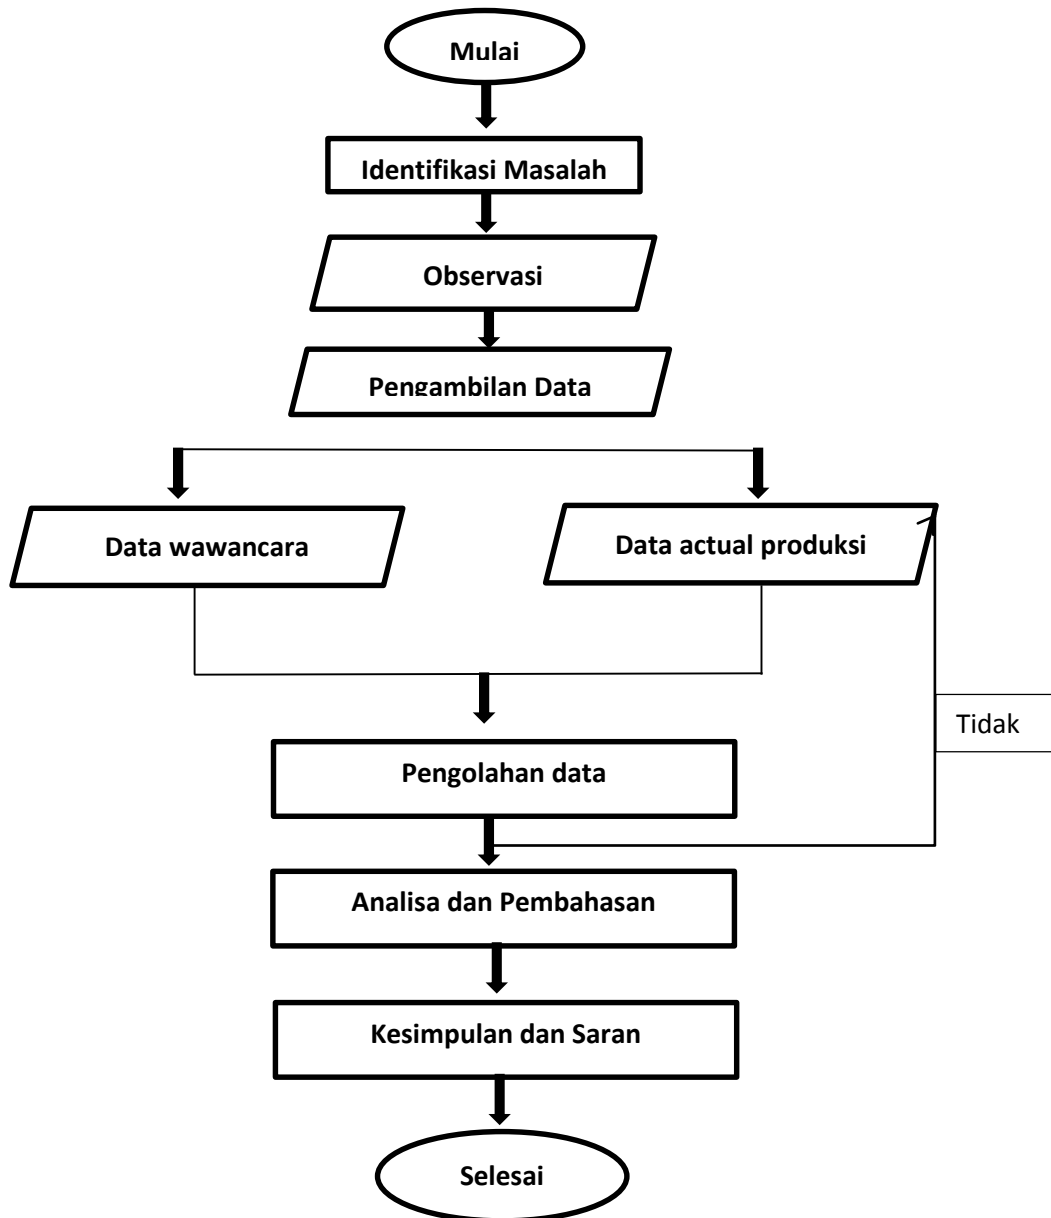 Mulai
Identifikasi Masalah
Observasi
Pengambilan Data
Data wawancara
Data actual produksi
Tidak
Pengolahan data
Analisa dan Pembahasan
Kesimpulan dan Saran
Selesai